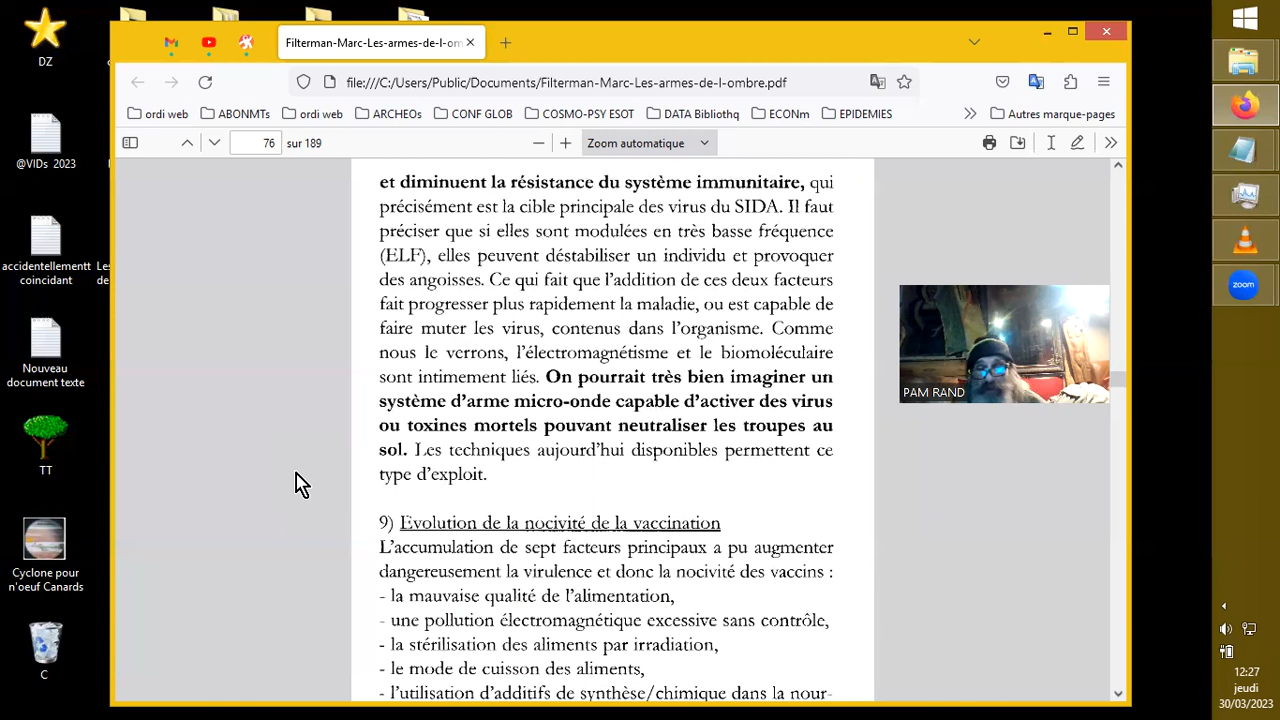 DZ
@VIDs 2023
accidentellementt
coincidant
Les
d
Nouveau
document texte
TT
Cyclone pour
n'oeuf Canards
C
Filterman-Marc-Les-armes-de-l-om
file:///C:/Users/Public/Documents/Filterman-Marc-Les-armes-de-l-ombre.pdf
ordi web
ABONMTs
ordi web
ARCHEOs
CONF GLOB
COSMO-PSY ESOT
DATA Bibliothq
ECONm
EPIDEMIES
Autres marque-pages
76 sur 189
Zoom automatique
et diminuent la résistance du système immunitaire, qui
précisément est la cible principale des virus du SIDA. Il faut
préciser que si elles sont modulées en très basse fréquence
(ELF), elles peuvent déstabiliser un individu et provoquer
des angoisses. Ce qui fait que l'addition de ces deux facteurs
fait progresser plus rapidement la maladie, ou est capable de
faire muter les virus, contenus dans l'organisme. Comme
nous le verrons, l'électromagnétisme et le biomoléculaire
sont intimement liés. On pourrait très bien imaginer un
système d'arme micro-onde capable d'activer des virus
ou toxines mortels pouvant neutraliser les troupes au
sol. Les techniques aujourd'hui disponibles permettent ce
type d'exploit.
9) Evolution de la nocivité de la vaccination
L'accumulation de sept facteurs principaux a pu augmenter
dangereusement la virulence et donc la nocivité des vaccins :
- la mauvaise qualité de l'alimentation,
- une pollution électromagnétique excessive sans contrôle,
- la stérilisation des aliments par irradiation,
- le mode de cuisson des aliments,
- l'utilisation d'additifs de synthèse/chimique dans la nour-
PAM RAND
zoom
12:27
jeudi
30/03/2023